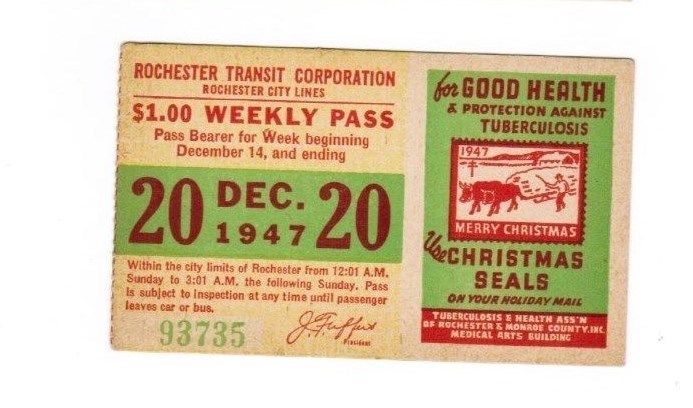 ROCHESTER TRANSIT CORPORATION
ROCHESTER CITY LINES
$1.00 WEEKLY PASS
Pass Bearer for Week beginning
December 14, and ending
20 DEC. 1947 20
Within the city limits of Rochester from 12:01 A.M.
Sunday to 3:01 A.M. the following Sunday. Pass
is subject to inspection at any time until passenger
leaves car or bus.
93735
President
for GOOD HEALTH
& PROTECTION AGAINST
TUBERCULOSIS
1947
MERRY CHRISTMAS
Use CHRISTMAS
SEALS
ON YOUR HOLIDAY MAIL
TUBERCULOSIS & HEALTH ASS'N
OF ROCHESTER & MONROE COUNTY, INC.
MEDICAL ARTS BUILDING